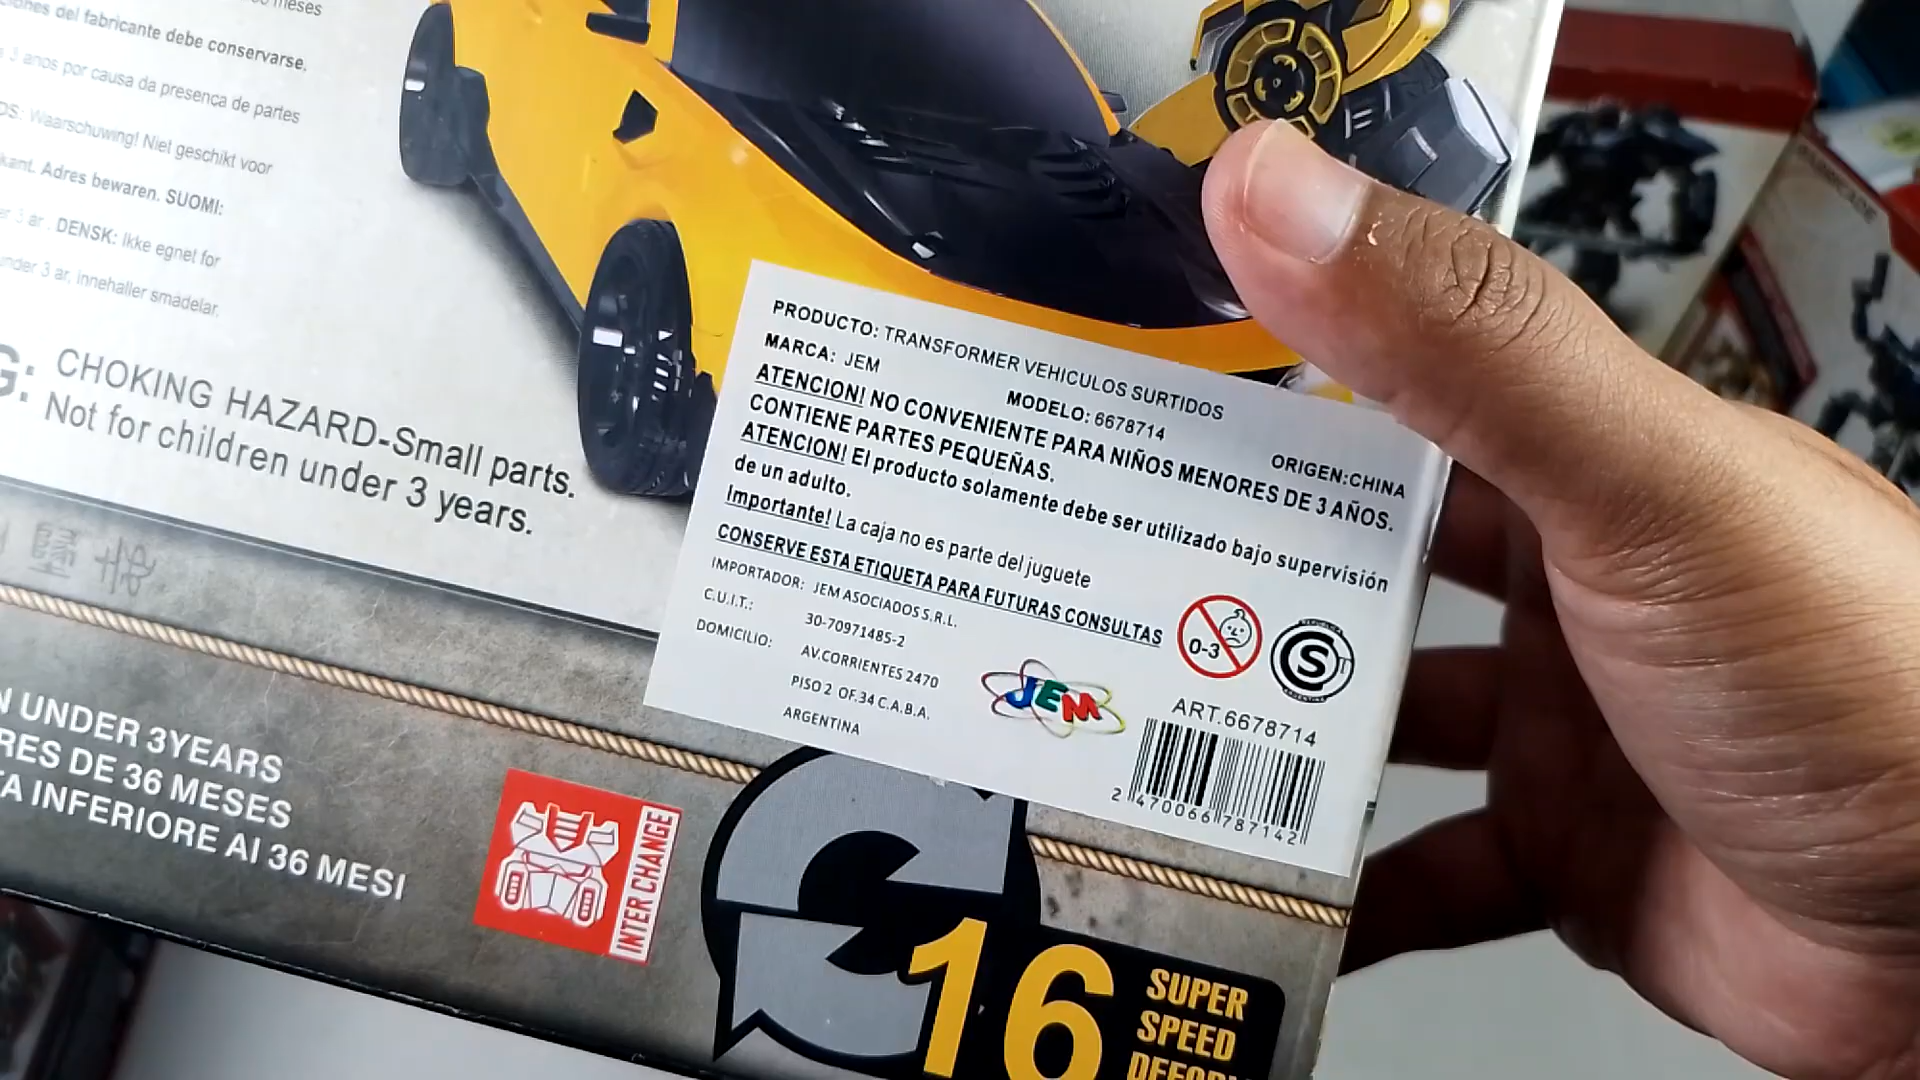 meses
del fabricante debe conservarse.
3 anos por causa da presença de partes
Waarschuwing! Niet geschikt voor
Adres bewaren. SUOMI:
3 ar . DENSK: Ikke egnet for
under 3 ar, innehaller smadelar.
CHOKING HAZARD-Small parts.
Not for children under 3 years.
PRODUCTO: TRANSFORMER VEHICULOS SURTIDOS
MARCA: JEM
MODELO: 6678714
ORIGEN:CHINA
ATENCION! NO CONVENIENTE PARA NIÑOS MENORES DE 3 AÑOS.
CONTIENE PARTES PEQUEÑAS.
ATENCION! El producto solamente debe ser utilizado bajo supervisión
de un adulto.
Importante! La caja no es parte del juguete
CONSERVE ESTA ETIQUETA PARA FUTURAS CONSULTAS
IMPORTADOR: JEM ASOCIADOS S.R.L.
C.U.I.T.: 30-70971485-2
DOMICILIO: AV.CORRIENTES 2470
PISO 2 OF.34 C.A.B.A.
ARGENTINA
JEM
0-3
S
ART.6678714
2 470066 787142
UNDER 3YEARS
DE 36 MESES
INFERIORE AI 36 MESI
INTER CHANGE
16
SUPER
SPEED